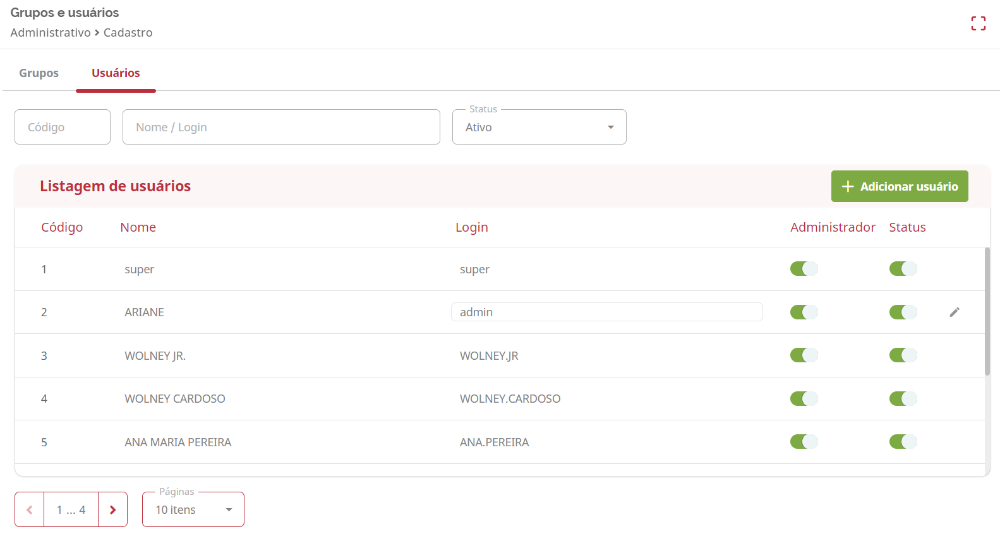 Grupos e usuários
Administrativo > Cadastro
Grupos Usuários
Código Nome / Login Status Ativo
Listagem de usuários + Adicionar usuário
Código Nome Login Administrador Status
1 super super
2 ARIANE admin
3 WOLNEY JR. WOLNEY.JR
4 WOLNEY CARDOSO WOLNEY.CARDOSO
5 ANA MARIA PEREIRA ANA.PEREIRA
Páginas
1 ... 4 10 itens